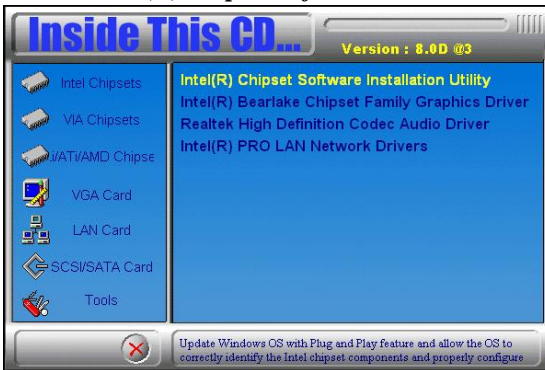 Inside This CD...
Version : 8.0D @3
Intel Chipsets
VIA Chipsets
i/ATi/AMD Chipse
VGA Card
LAN Card
SCSI/SATA Card
Tools
Intel(R) Chipset Software Installation Utility
Intel(R) Bearlake Chipset Family Graphics Driver
Realtek High Definition Codec Audio Driver
Intel(R) PRO LAN Network Drivers
Update Windows OS with Plug and Play feature and allow the OS to
correctly identify the Intel chipset components and properly configure